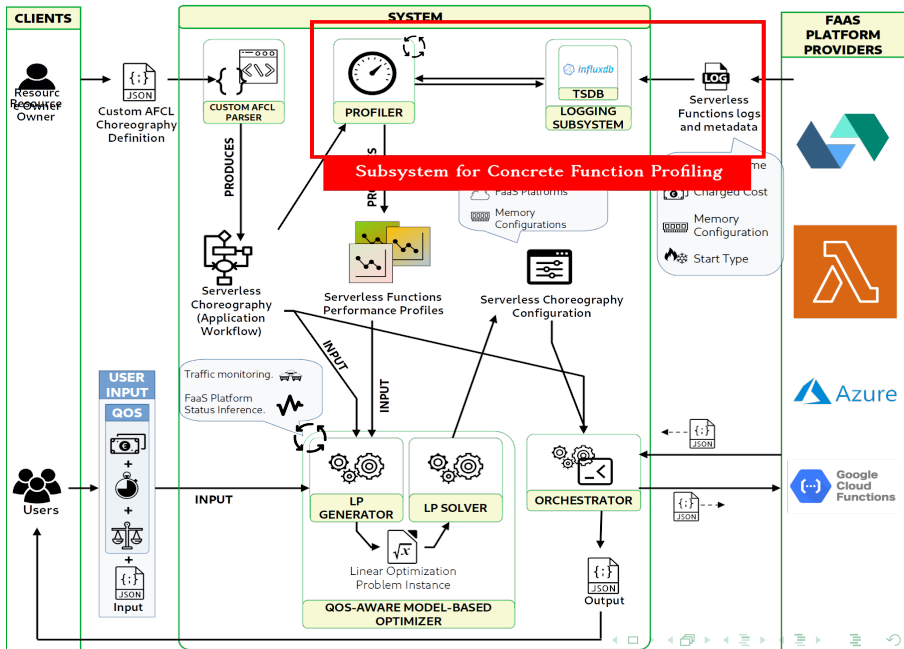 CLIENTS
SYSTEM
FAAS
PLATFORM
PROVIDERS
Resource
Owner
Resource
Owner
{;}
JSON
Custom AFCL
Choreography
Definition
CUSTOM AFCL
PARSER
PROFILER
influxdb
TSDB
LOGGING
SUBSYSTEM
LOG
Serverless
Functions logs
and metadata
PRODUCES
Subsystem for Concrete Function Profiling
FaaS Platforms
Memory
Configurations
Charged Cost
Memory
Configuration
Start Type
Serverless
Choreography
(Application
Workflow)
Serverless Functions
Performance Profiles
Serverless Choreography
Configuration
INPUT
INPUT
Traffic monitoring.
FaaS Platform
Status Inference.
USER
INPUT
QOS
+
+
+
{;}
JSON
Input
Users
INPUT
LP
GENERATOR
LP SOLVER
√x
Linear Optimization
Problem Instance
QOS-AWARE MODEL-BASED
OPTIMIZER
ORCHESTRATOR
{;}
JSON
{;}
JSON
{;}
JSON
Output
Azure
Google
Cloud
Functions